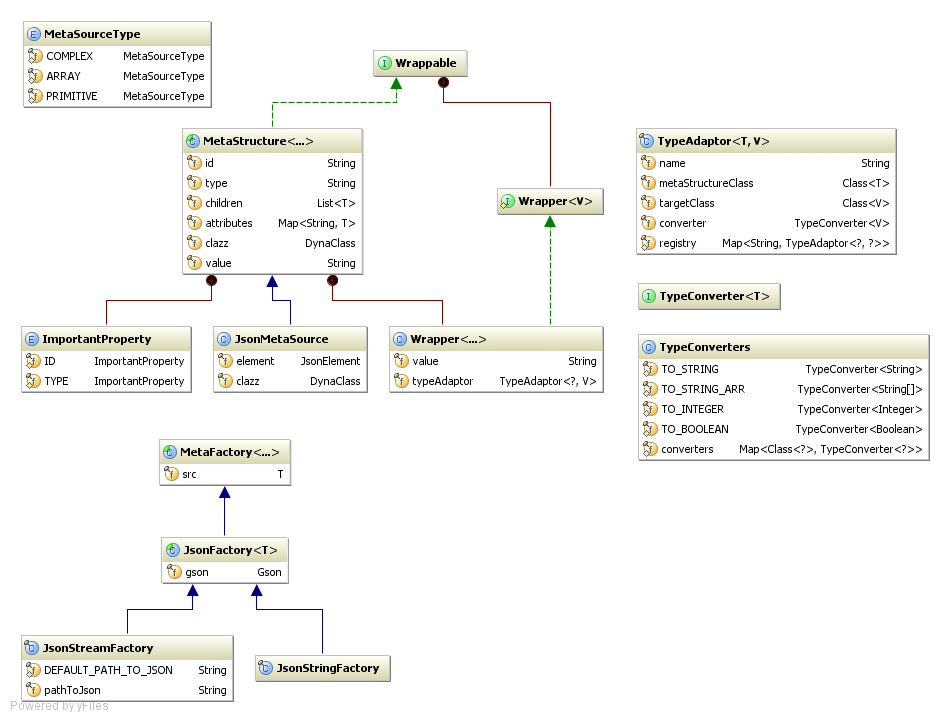 E MetaSourceType
f COMPLEX MetaSourceType
f ARRAY MetaSourceType
f PRIMITIVE MetaSourceType
I Wrappable
C MetaStructure<...>
f id String
f type String
f children List<T>
f attributes Map<String, T>
f clazz DynaClass
f value String
I Wrapper<V>
C TypeAdaptor<T, V>
f name String
f metaStructureClass Class<T>
f targetClass Class<V>
f converter TypeConverter<V>
f registry Map<String, TypeAdaptor<?, ?>>
I TypeConverter<T>
E ImportantProperty
f ID ImportantProperty
f TYPE ImportantProperty
C JsonMetaSource
f element JsonElement
f clazz DynaClass
C Wrapper<...>
f value String
f typeAdaptor TypeAdaptor<?, V>
C TypeConverters
f TO_STRING TypeConverter<String>
f TO_STRING_ARR TypeConverter<String[]>
f TO_INTEGER TypeConverter<Integer>
f TO_BOOLEAN TypeConverter<Boolean>
f converters Map<Class<?>, TypeConverter<?>>
C MetaFactory<...>
f src T
C JsonFactory<T>
f gson Gson
C JsonStreamFactory
f DEFAULT_PATH_TO_JSON String
f pathToJson String
C JsonStringFactory
Powered by yFiles